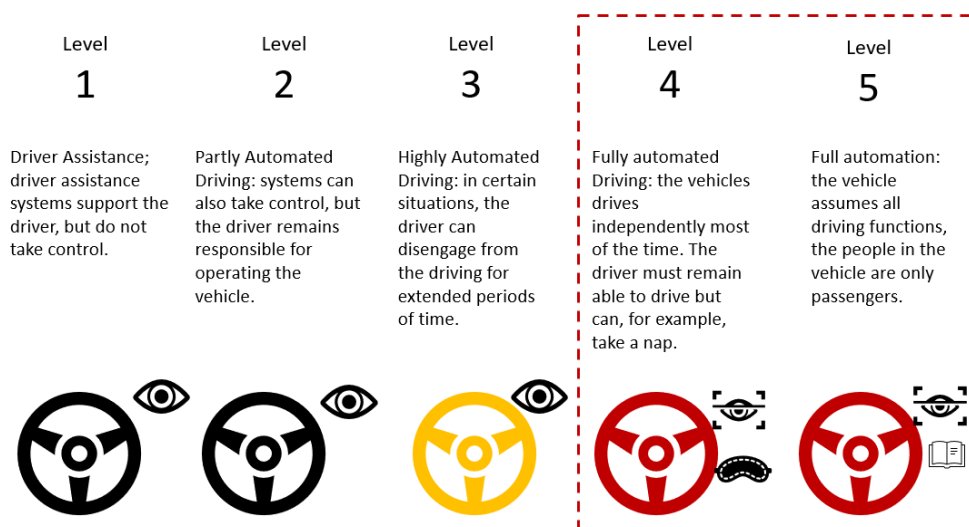 Level
1
Driver Assistance;
driver assistance
systems support the
driver, but do not
take control.
Level
2
Partly Automated
Driving: systems can
also take control, but
the driver remains
responsible for
operating the
vehicle.
Level
3
Highly Automated
Driving: in certain
situations, the
driver can
disengage from
the driving for
extended periods
of time.
Level
4
Fully automated
Driving: the vehicles
drives
independently most
of the time. The
driver must remain
able to drive but
can, for example,
take a nap.
Level
5
Full automation:
the vehicle
assumes all
driving functions,
the people in the
vehicle are only
passengers.